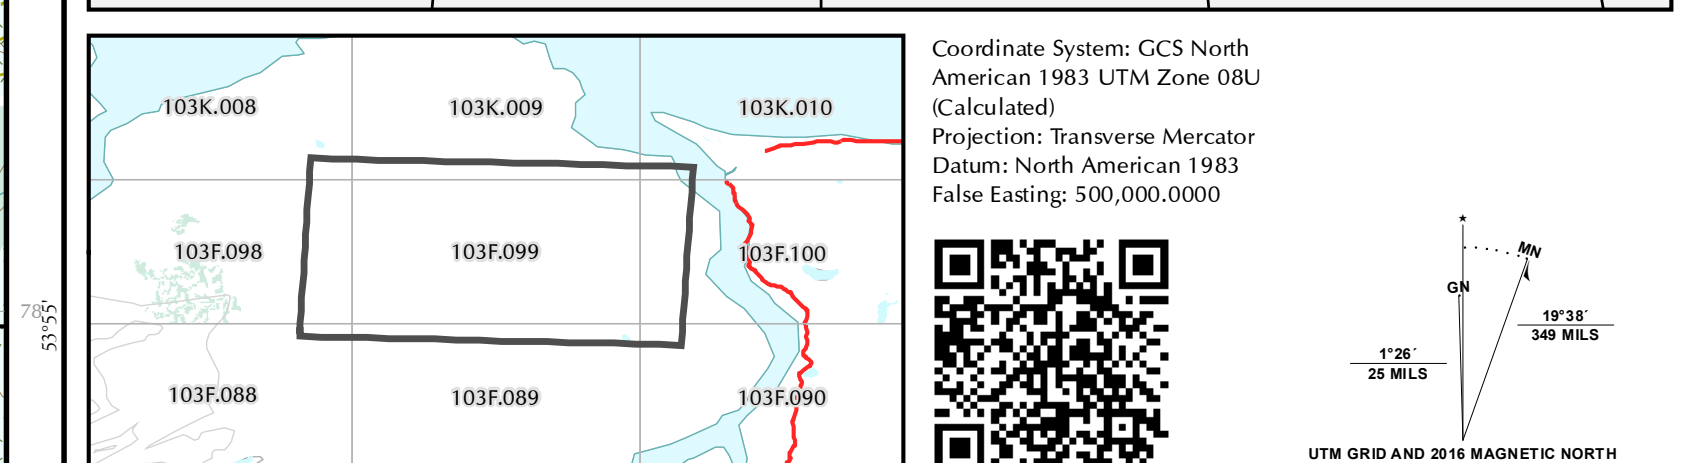 103K.008
103K.009
103K.010
103F.098
103F.099
103F.100
103F.088
103F.089
103F.090
78
53°55'
Coordinate System: GCS North
American 1983 UTM Zone 08U
(Calculated)
Projection: Transverse Mercator
Datum: North American 1983
False Easting: 500,000.0000
MN
GN
19°38´
349 MILS
1°26´
25 MILS
UTM GRID AND 2016 MAGNETIC NORTH